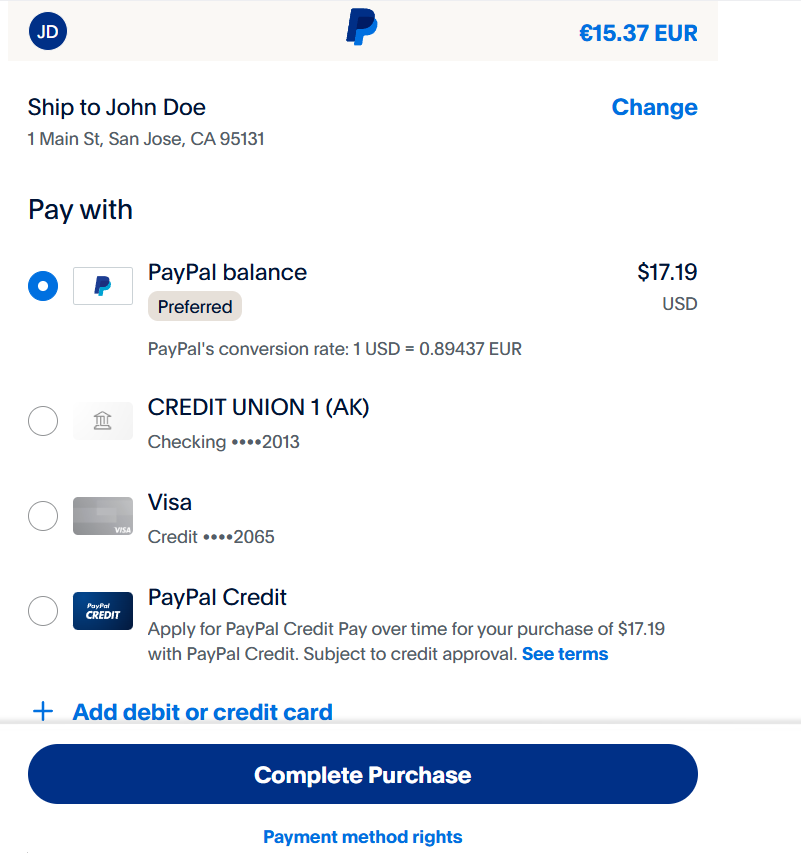 JD
€15.37 EUR
Ship to John Doe
Change
1 Main St, San Jose, CA 95131
Pay with
PayPal balance
$17.19
Preferred
USD
PayPal's conversion rate: 1 USD = 0.89437 EUR
CREDIT UNION 1 (AK)
Checking ••••2013
Visa
VISA
Credit ••••2065
PayPal Credit
PayPal
CREDIT
Apply for PayPal Credit Pay over time for your purchase of $17.19
with PayPal Credit. Subject to credit approval. See terms
+ Add debit or credit card
Complete Purchase
Payment method rights